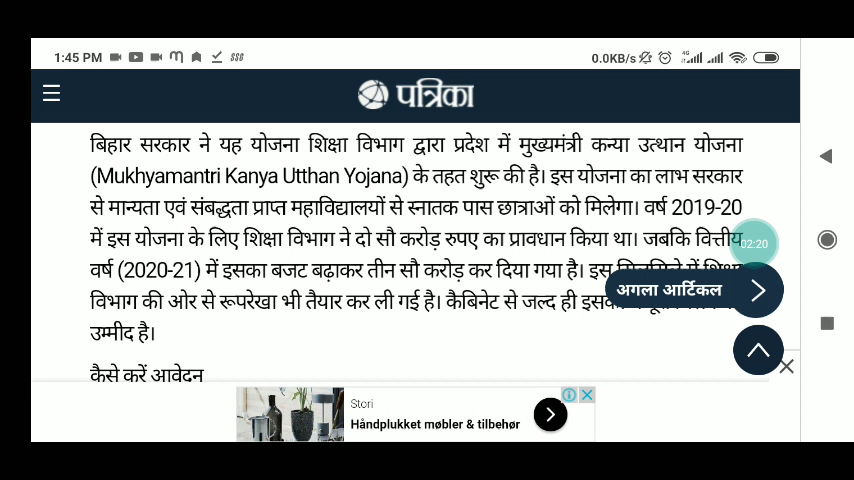 1:45 PM
0.0KB/s 4G
पत्रिका
बिहार सरकार ने यह योजना शिक्षा विभाग द्वारा प्रदेश में मुख्यमंत्री कन्या उत्थान योजना
(Mukhyamantri Kanya Utthan Yojana) के तहत शुरू की है। इस योजना का लाभ सरकार
से मान्यता एवं संबद्धता प्राप्त महाविद्यालयों से स्नातक पास छात्राओं को मिलेगा। वर्ष 2019-20
में इस योजना के लिए शिक्षा विभाग ने दो सौ करोड़ रुपए का प्रावधान किया था। जबकि वित्तीय
02:20
वर्ष (2020-21) में इसका बजट बढ़ाकर तीन सौ करोड़ कर दिया गया है। इस
अगला आर्टिकल
विभाग की ओर से रूपरेखा भी तैयार कर ली गई है। कैबिनेट से जल्द ही
उम्मीद है।
कैसे करें आवेदन
Stori
Håndplukket møbler & tilbehør